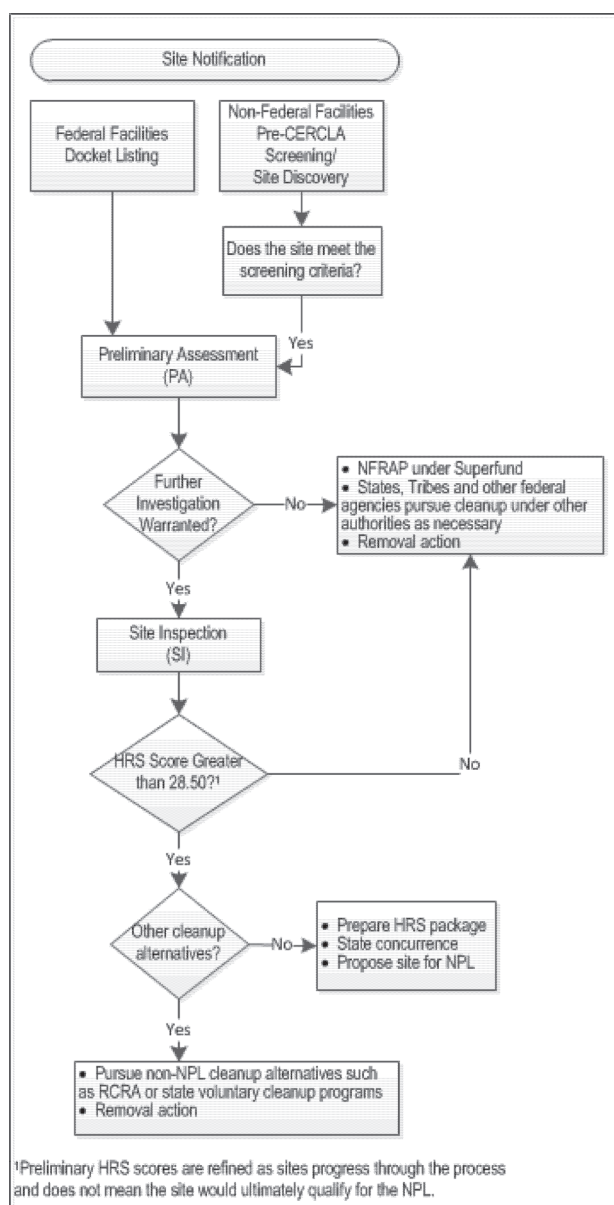 Site Notification
Federal Facilities
Docket Listing
Non-Federal Facilities
Pre-CERCLA
Screening/
Site Discovery
Does the site meet the
screening criteria?
Yes
Preliminary Assessment
(PA)
Further
Investigation
Warranted?
No
• NFRAP under Superfund
• States, Tribes and other federal
agencies pursue cleanup under other
authorities as necessary
• Removal action
Yes
Site Inspection
(SI)
HRS Score Greater
than 28.50?¹
No
Yes
Other cleanup
alternatives?
No
• Prepare HRS package
• State concurrence
• Propose site for NPL
Yes
• Pursue non-NPL cleanup alternatives such
as RCRA or state voluntary cleanup programs
• Removal action
¹Preliminary HRS scores are refined as sites progress through the process
and does not mean the site would ultimately qualify for the NPL.